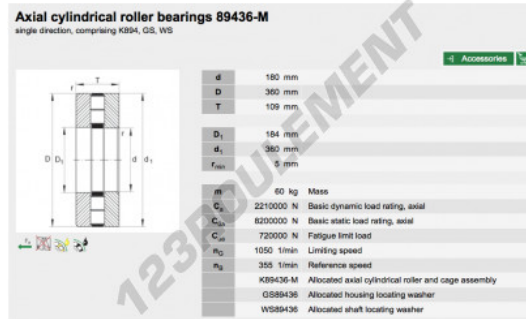 Axial cylindrical roller bearings 89436-M
single direction, comprising K894, GS, WS
Accessories
d 180 mm
D 360 mm
T 109 mm
D1 184 mm
d1 360 mm
rmin 5 mm
m 60 kg Mass
Ca 2210000 N Basic dynamic load rating, axial
C0a 8200000 N Basic static load rating, axial
Cua 720000 N Fatigue limit load
nG 1050 1/min Limiting speed
nB 355 1/min Reference speed
K89436-M Allocated axial cylindrical roller and cage assembly
GS89436 Allocated housing locating washer
WS89436 Allocated shaft locating washer
T
r
r
D D1 d d1
123ROULEMENT